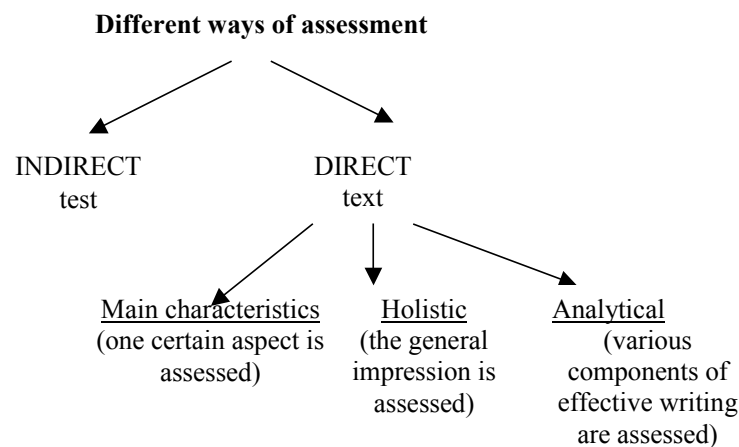 Different ways of assessment
INDIRECT
test
DIRECT
text
Main characteristics
(one certain aspect is
assessed)
Holistic
(the general
impression is
assessed)
Analytical
(various
components of
effective writing
are assessed)